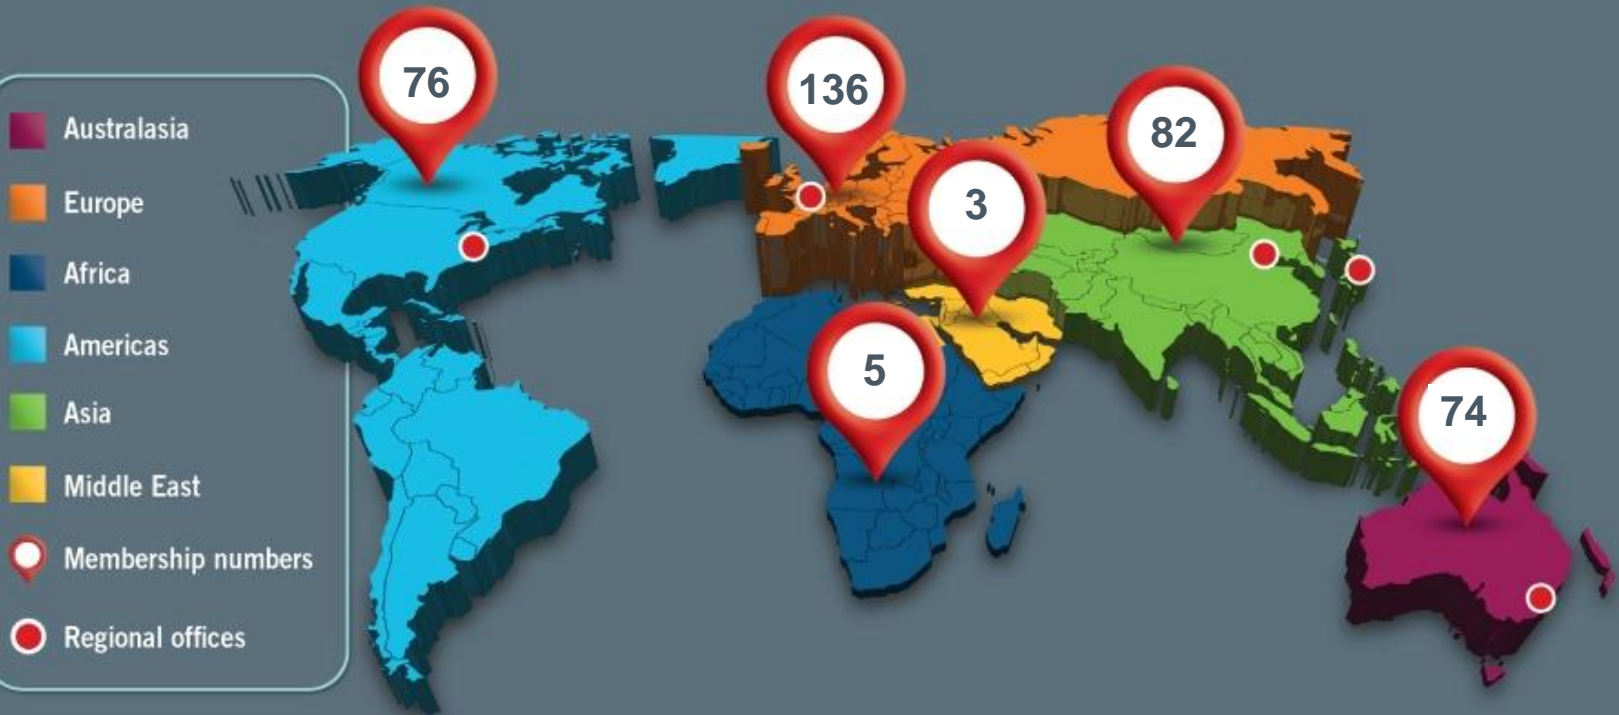 76
136
82
3
5
74
Australasia
Europe
Africa
Americas
Asia
Middle East
Membership numbers
Regional offices